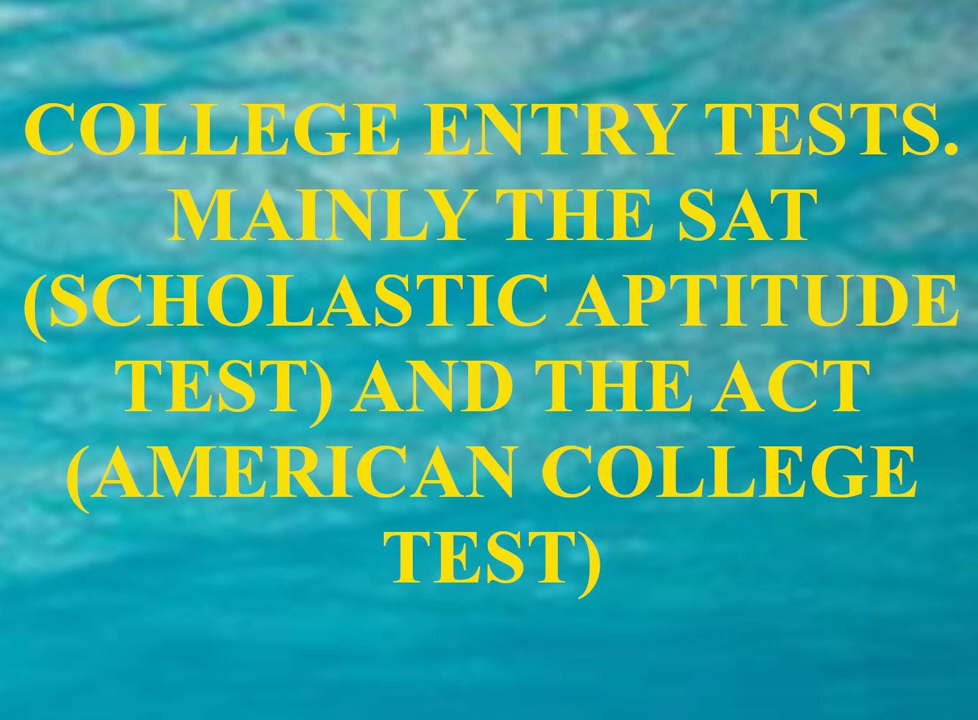 COLLEGE ENTRY TESTS.
MAINLY THE SAT
(SCHOLASTIC APTITUDE
TEST) AND THE ACT
(AMERICAN COLLEGE
TEST)